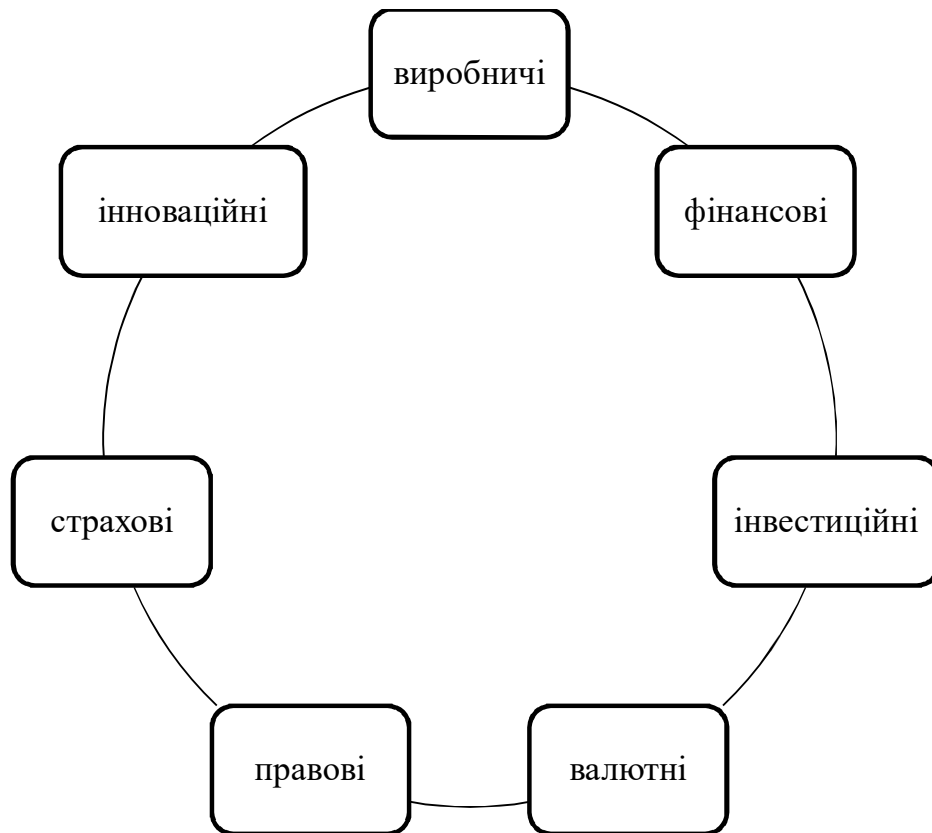 виробничі
фінансові
інвестиційні
валютні
правові
страхові
інноваційні